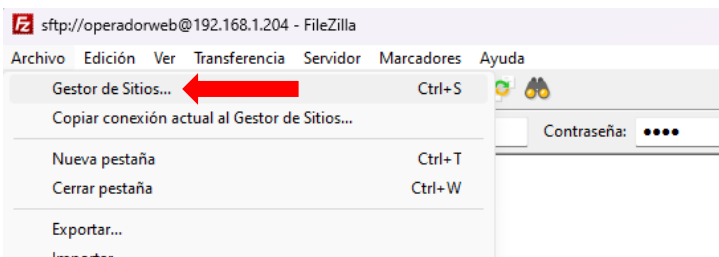 sftp://operadorweb@192.168.1.204 - FileZilla
Archivo Edición Ver Transferencia Servidor Marcadores Ayuda
Gestor de Sitios... Ctrl+S
Copiar conexión actual al Gestor de Sitios...
Contraseña: ●●●●
Nueva pestaña Ctrl+T
Cerrar pestaña Ctrl+W
Exportar...